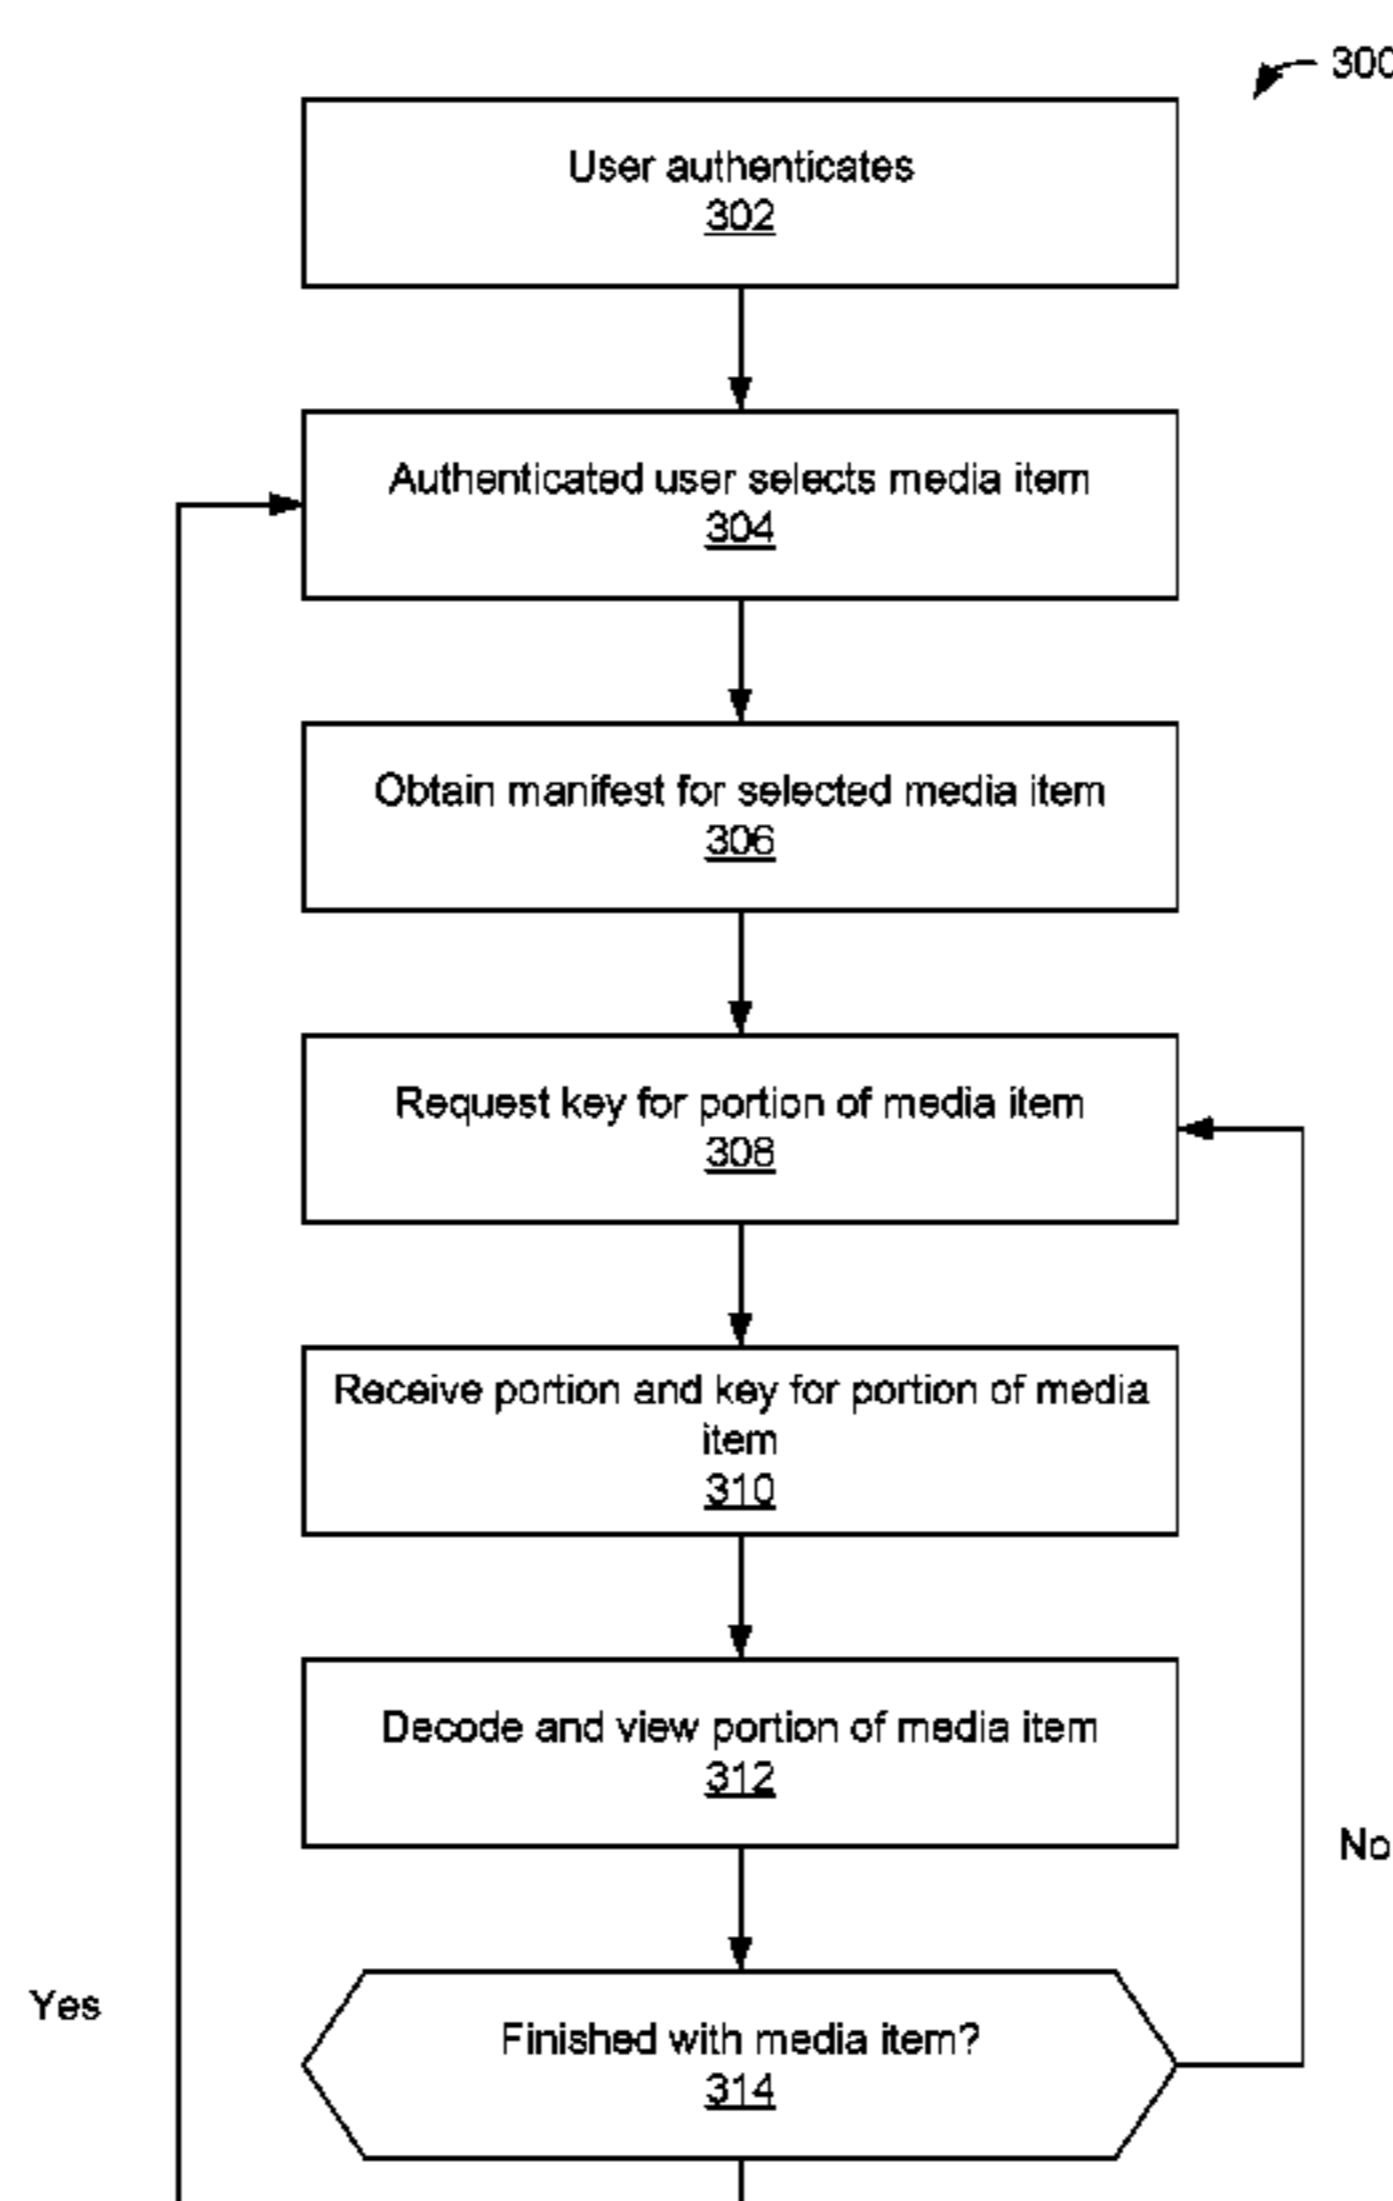 300
User authenticates
302
Authenticated user selects media item
304
Obtain manifest for selected media item
306
Request key for portion of media item
308
Receive portion and key for portion of media
item
310
Decode and view portion of media item
312
No
Yes
Finished with media item?
314